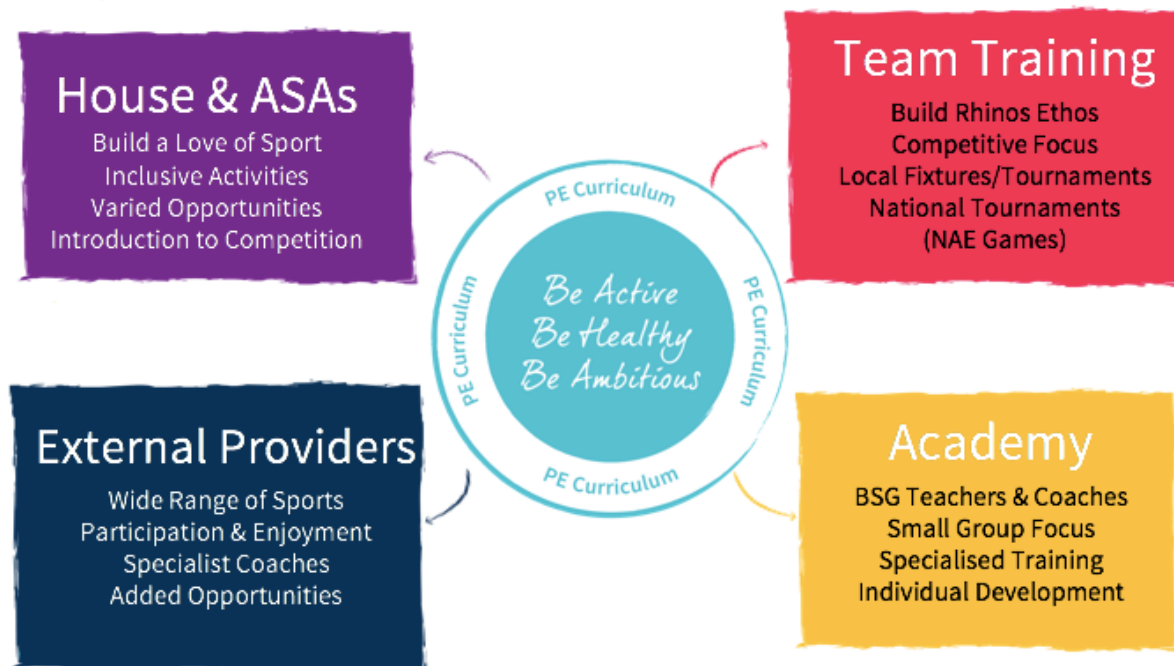 House & ASAs
Build a Love of Sport
Inclusive Activities
Varied Opportunities
Introduction to Competition
Team Training
Build Rhinos Ethos
Competitive Focus
Local Fixtures/Tournaments
National Tournaments
(NAE Games)
PE Curriculum
PE Curriculum
Be Active
Be Healthy
Be Ambitious
PE Curriculum
PE Curriculum
External Providers
Wide Range of Sports
Participation & Enjoyment
Specialist Coaches
Added Opportunities
Academy
BSG Teachers & Coaches
Small Group Focus
Specialised Training
Individual Development